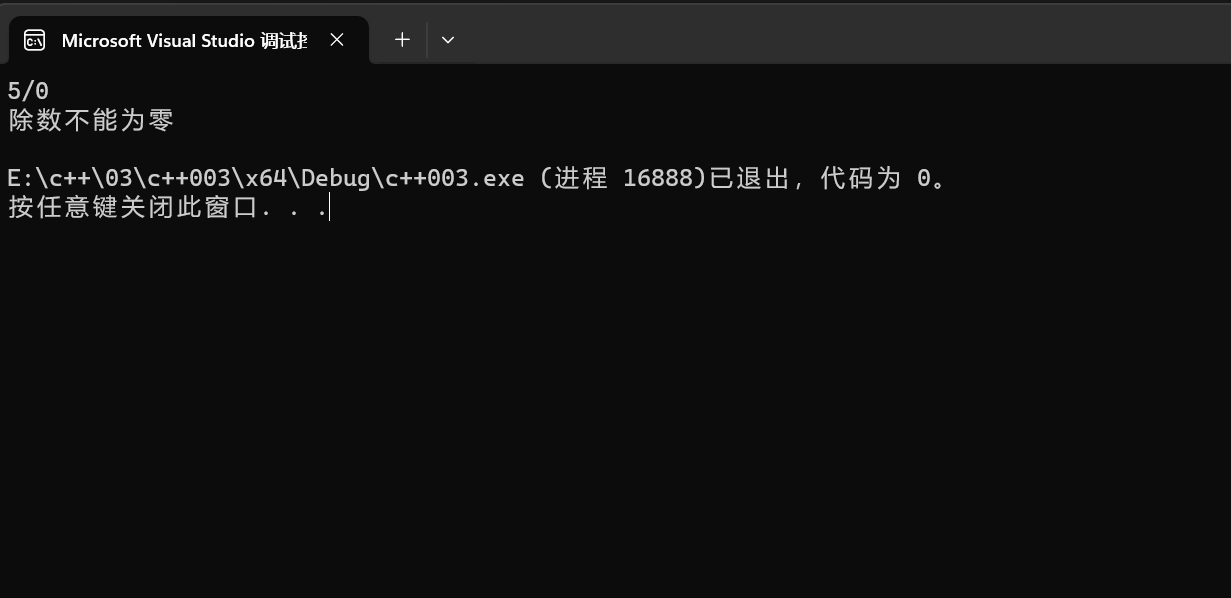 Microsoft Visual Studio 调试
5/0
除数不能为零
E:\c++\03\c++003\x64\Debug\c++003.exe (进程 16888)已退出，代码为 0。
按任意键关闭此窗口. . .